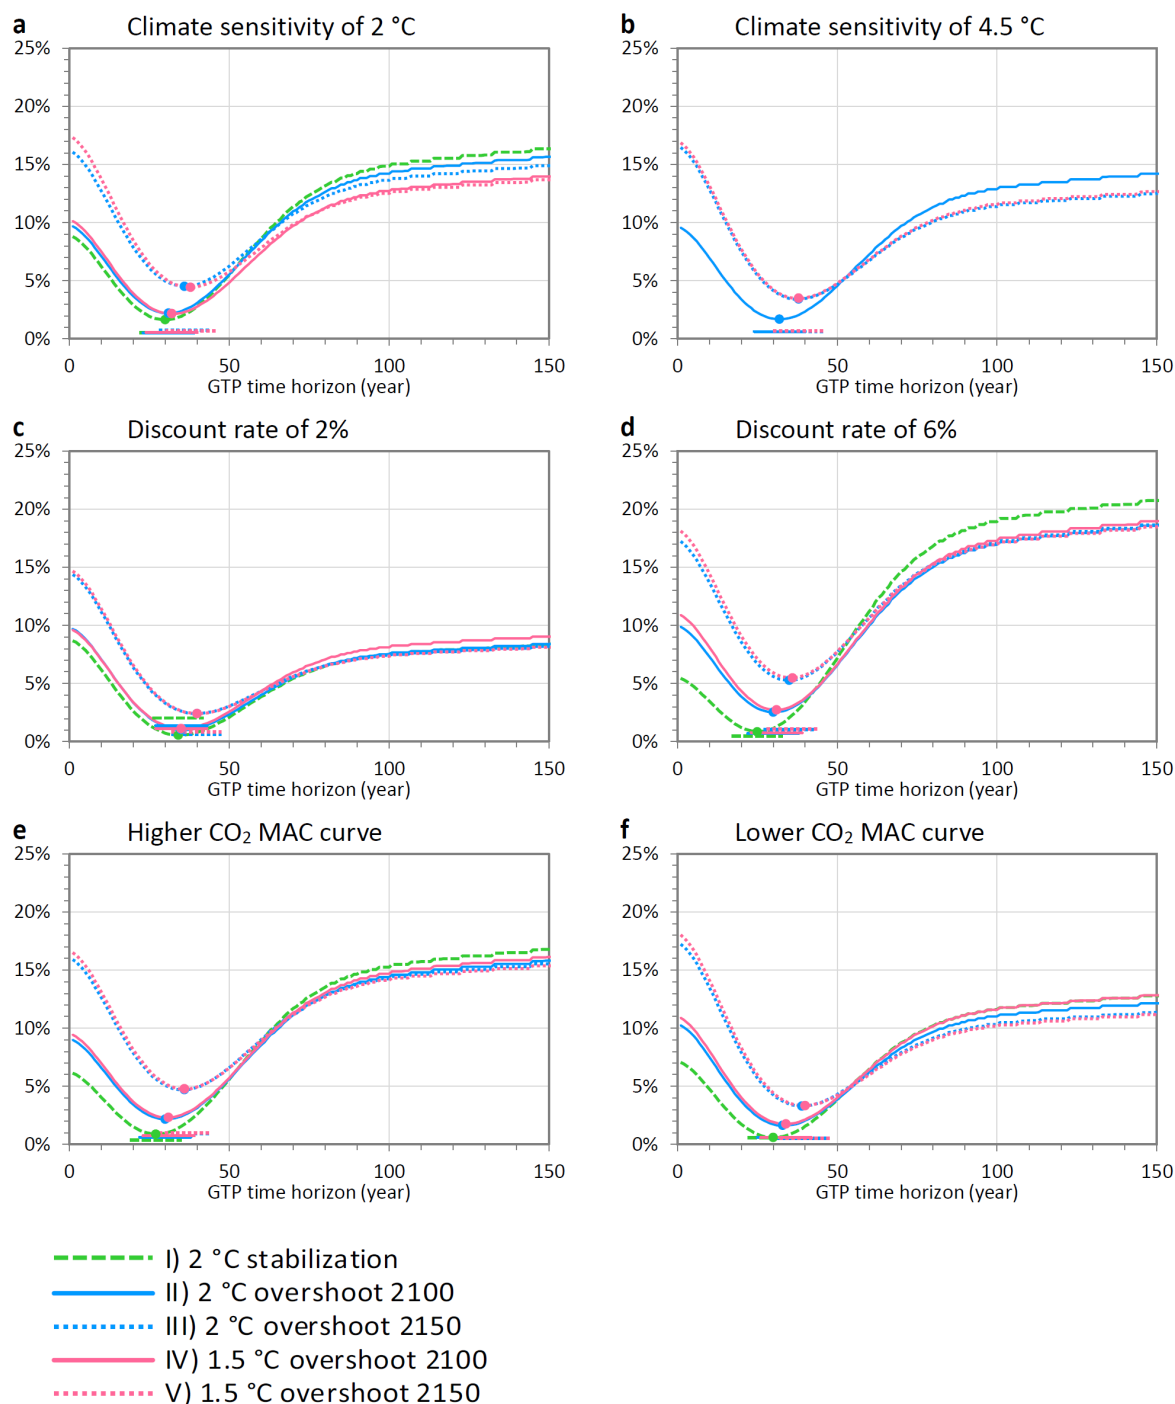 a Climate sensitivity of 2 °C
25%
20%
15%
10%
5%
0%
0 50 100 150
GTP time horizon (year)
b Climate sensitivity of 4.5 °C
25%
20%
15%
10%
5%
0%
0 50 100 150
GTP time horizon (year)
c Discount rate of 2%
25%
20%
15%
10%
5%
0%
0 50 100 150
GTP time horizon (year)
d Discount rate of 6%
25%
20%
15%
10%
5%
0%
0 50 100 150
GTP time horizon (year)
e Higher CO₂ MAC curve
25%
20%
15%
10%
5%
0%
0 50 100 150
GTP time horizon (year)
f Lower CO₂ MAC curve
25%
20%
15%
10%
5%
0%
0 50 100 150
GTP time horizon (year)
I) 2 °C stabilization
II) 2 °C overshoot 2100
III) 2 °C overshoot 2150
IV) 1.5 °C overshoot 2100
V) 1.5 °C overshoot 2150